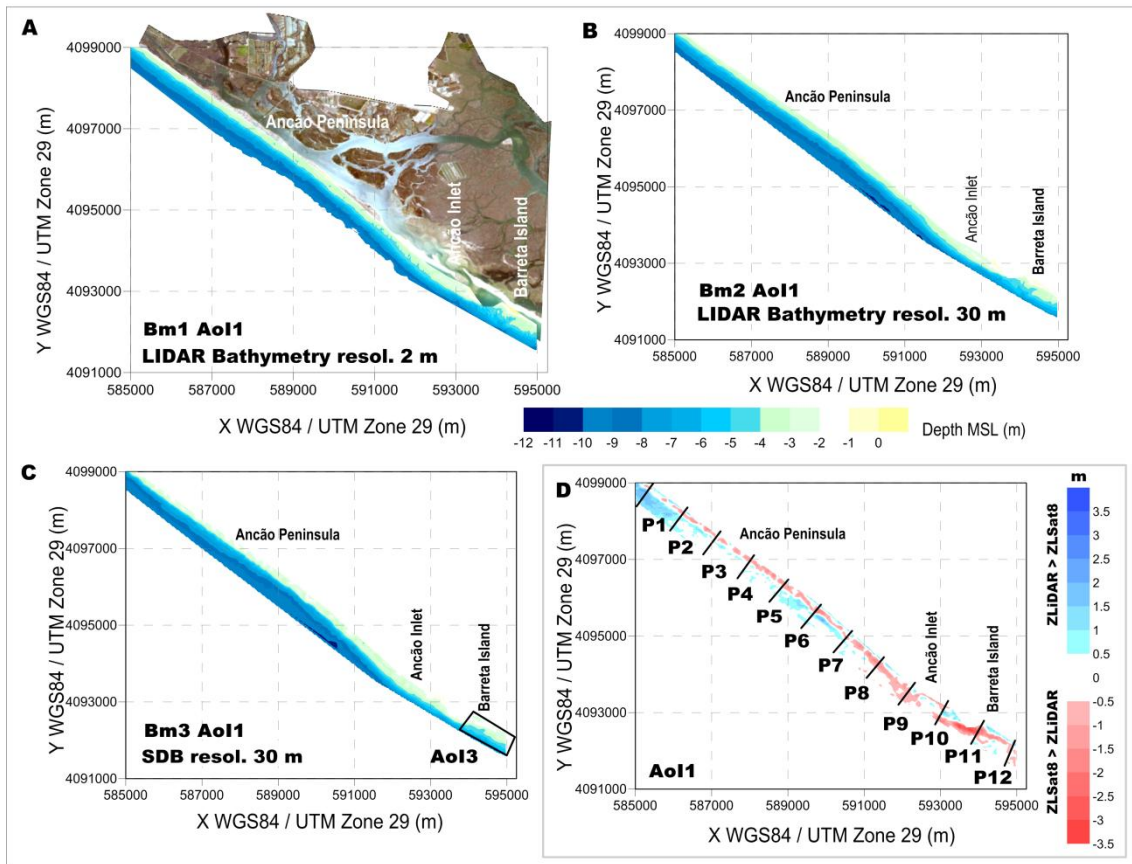 A
4099000
4097000
4095000
4093000
4091000
585000 587000 589000 591000 593000 595000
Y WGS84 / UTM Zone 29 (m)
X WGS84 / UTM Zone 29 (m)
Ancão Peninsula
Ancão Inlet
Barreta Island
Bm1 AoI1
LIDAR Bathymetry resol. 2 m
B
4099000
4097000
4095000
4093000
4091000
585000 587000 589000 591000 593000 595000
Y WGS84 / UTM Zone 29 (m)
X WGS84 / UTM Zone 29 (m)
Ancão Peninsula
Ancão Inlet
Barreta Island
Bm2 AoI1
LIDAR Bathymetry resol. 30 m
-12 -11 -10 -9 -8 -7 -6 -5 -4 -3 -2 -1 0
Depth MSL (m)
C
4099000
4097000
4095000
4093000
4091000
585000 587000 589000 591000 593000 595000
Y WGS84 / UTM Zone 29 (m)
X WGS84 / UTM Zone 29 (m)
Ancão Peninsula
Ancão Inlet
Barreta Island
AoI3
Bm3 AoI1
SDB resol. 30 m
D
4099000
4097000
4095000
4093000
4091000
585000 587000 589000 591000 593000 595000
Y WGS84 / UTM Zone 29 (m)
X WGS84 / UTM Zone 29 (m)
Ancão Peninsula
Ancão Inlet
Barreta Island
P1
P2
P3
P4
P5
P6
P7
P8
P9
P10
P11
P12
AoI1
m
3.5
3
2.5
2
1.5
1
0.5
0
-0.5
-1
-1.5
-2
-2.5
-3
-3.5
ZLiDAR > ZLSat8
ZLSat8 > ZLiDAR